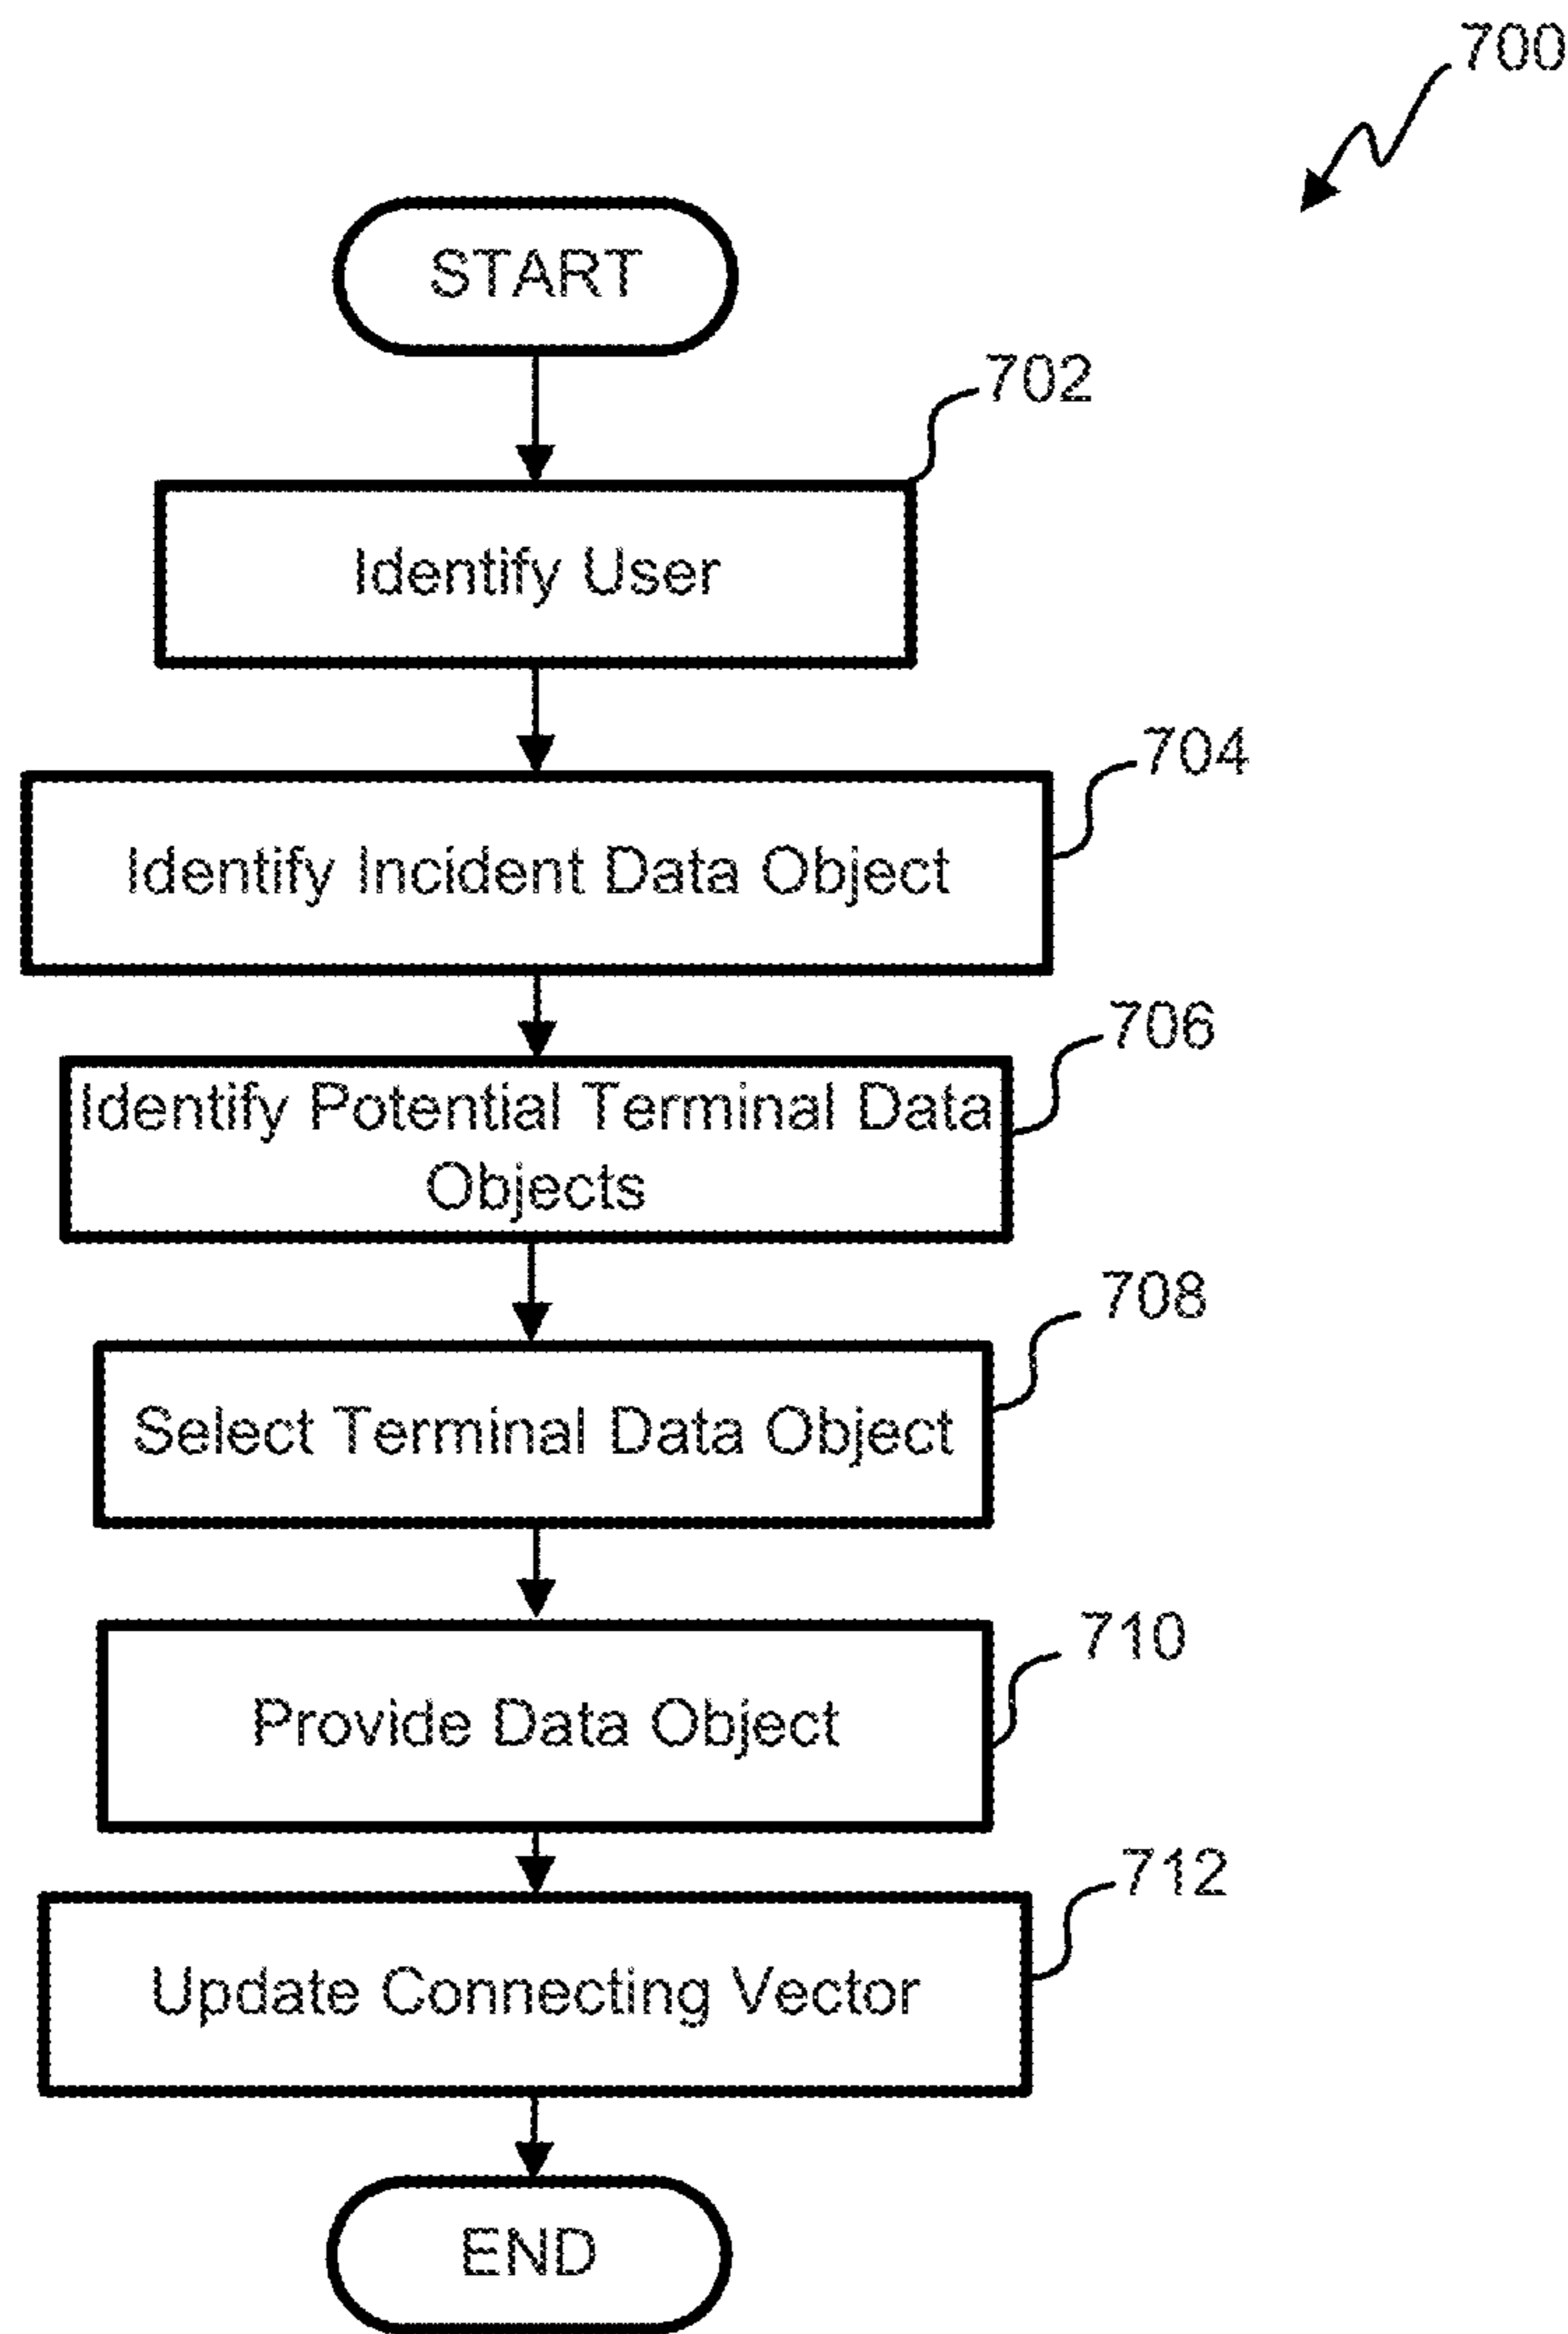 700
START
702
Identify User
704
Identify Incident Data Object
706
Identify Potential Terminal Data
Objects
708
Select Terminal Data Object
710
Provide Data Object
712
Update Connecting Vector
END